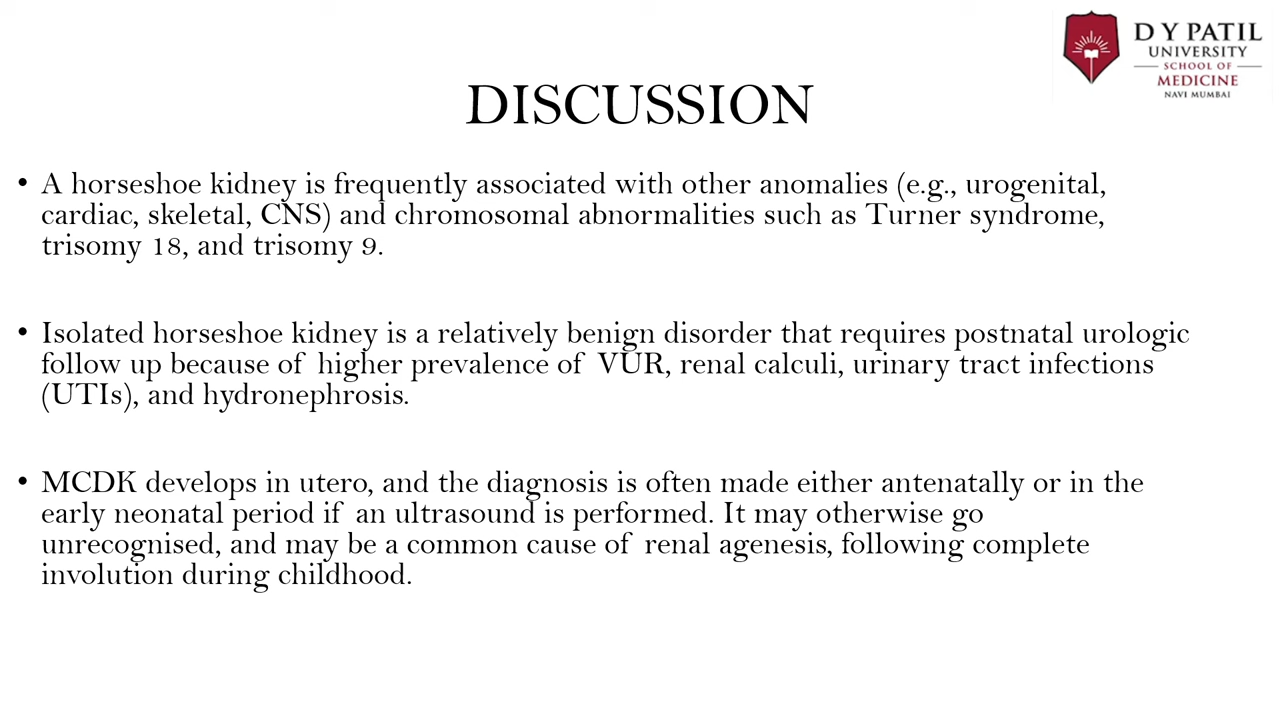 D Y PATIL
UNIVERSITY
SCHOOL OF
MEDICINE
NAVI MUMBAI
DISCUSSION
• A horseshoe kidney is frequently associated with other anomalies (e.g., urogenital,
cardiac, skeletal, CNS) and chromosomal abnormalities such as Turner syndrome,
trisomy 18, and trisomy 9.
• Isolated horseshoe kidney is a relatively benign disorder that requires postnatal urologic
follow up because of higher prevalence of VUR, renal calculi, urinary tract infections
(UTIs), and hydronephrosis.
• MCDK develops in utero, and the diagnosis is often made either antenatally or in the
early neonatal period if an ultrasound is performed. It may otherwise go
unrecognised, and may be a common cause of renal agenesis, following complete
involution during childhood.